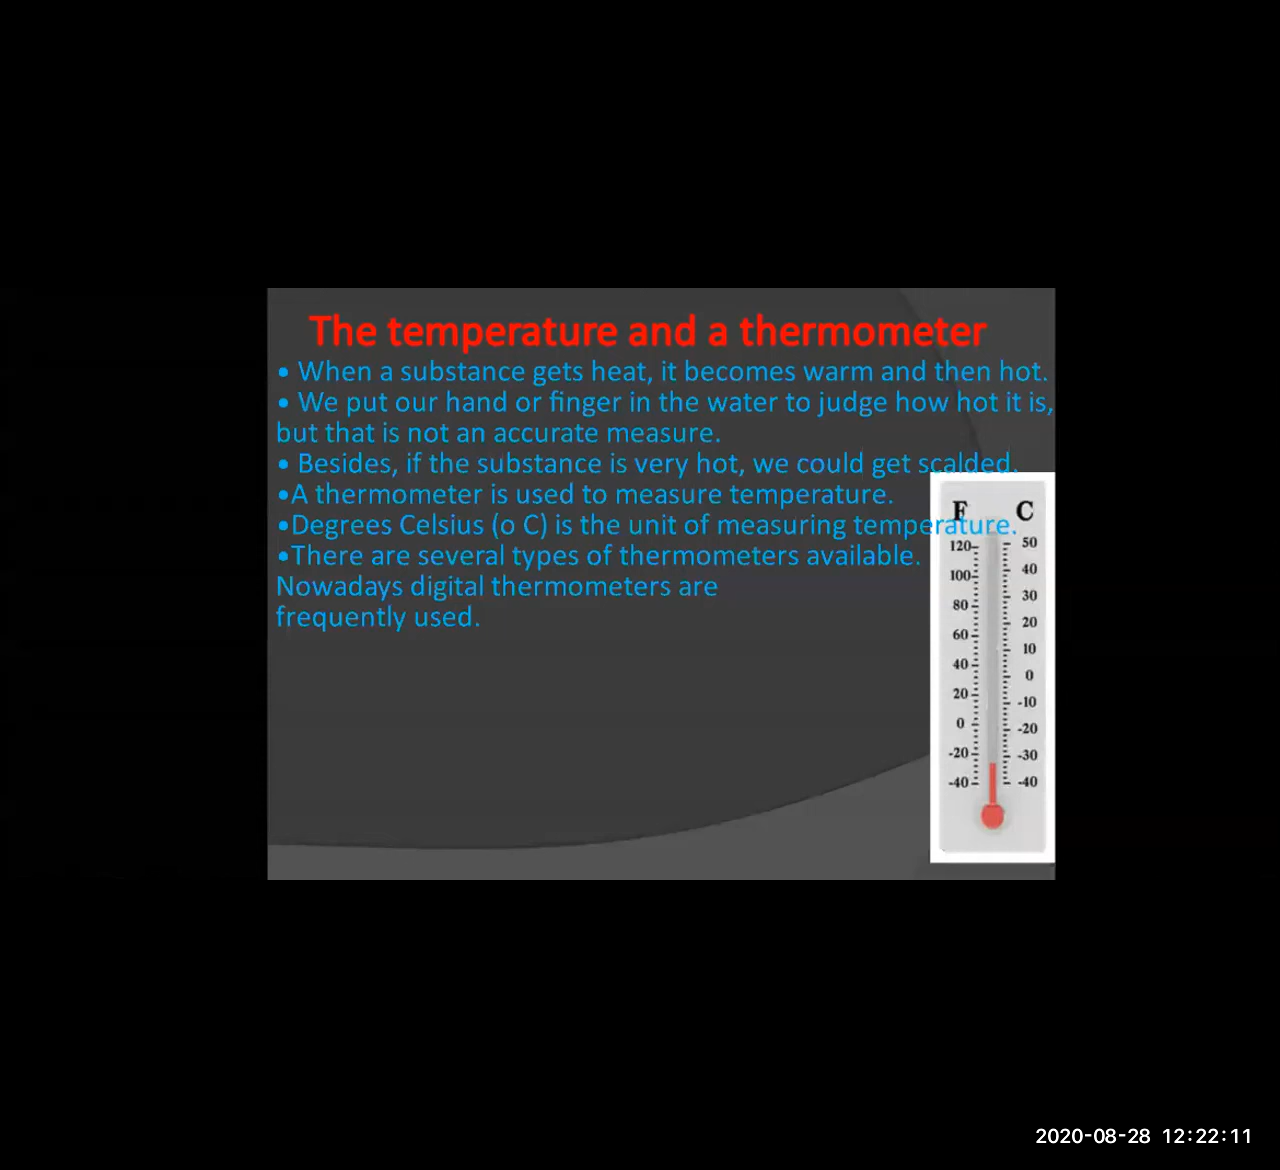 The temperature and a thermometer
• When a substance gets heat, it becomes warm and then hot.
• We put our hand or finger in the water to judge how hot it is,
but that is not an accurate measure.
• Besides, if the substance is very hot, we could get scalded.
•A thermometer is used to measure temperature.
•Degrees Celsius (o C) is the unit of measuring temperature.
•There are several types of thermometers available.
Nowadays digital thermometers are
frequently used.
F C
120 50
100 40
80 30
60 20
40 10
20 0
0 -10
-20 -20
-40 -30
-40
2020-08-28 12:22:11